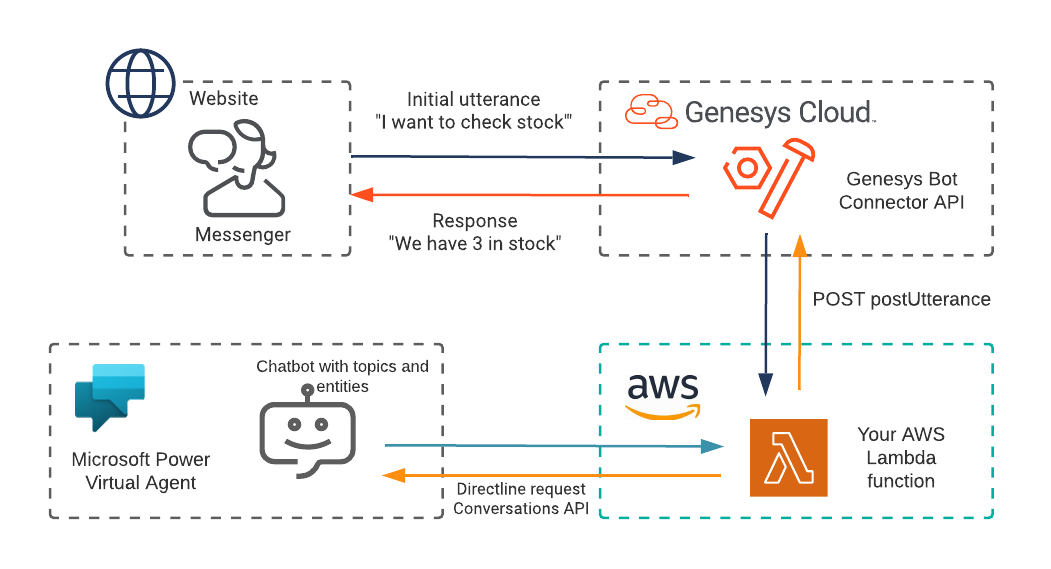 Website
Messenger
Initial utterance
"I want to check stock"'
Response
"We have 3 in stock"
Genesys Cloud™
Genesys Bot
Connector API
POST postUtterance
Microsoft Power
Virtual Agent
Chatbot with topics and
entities
Directline request
Conversations API
aws
Your AWS
Lambda
function